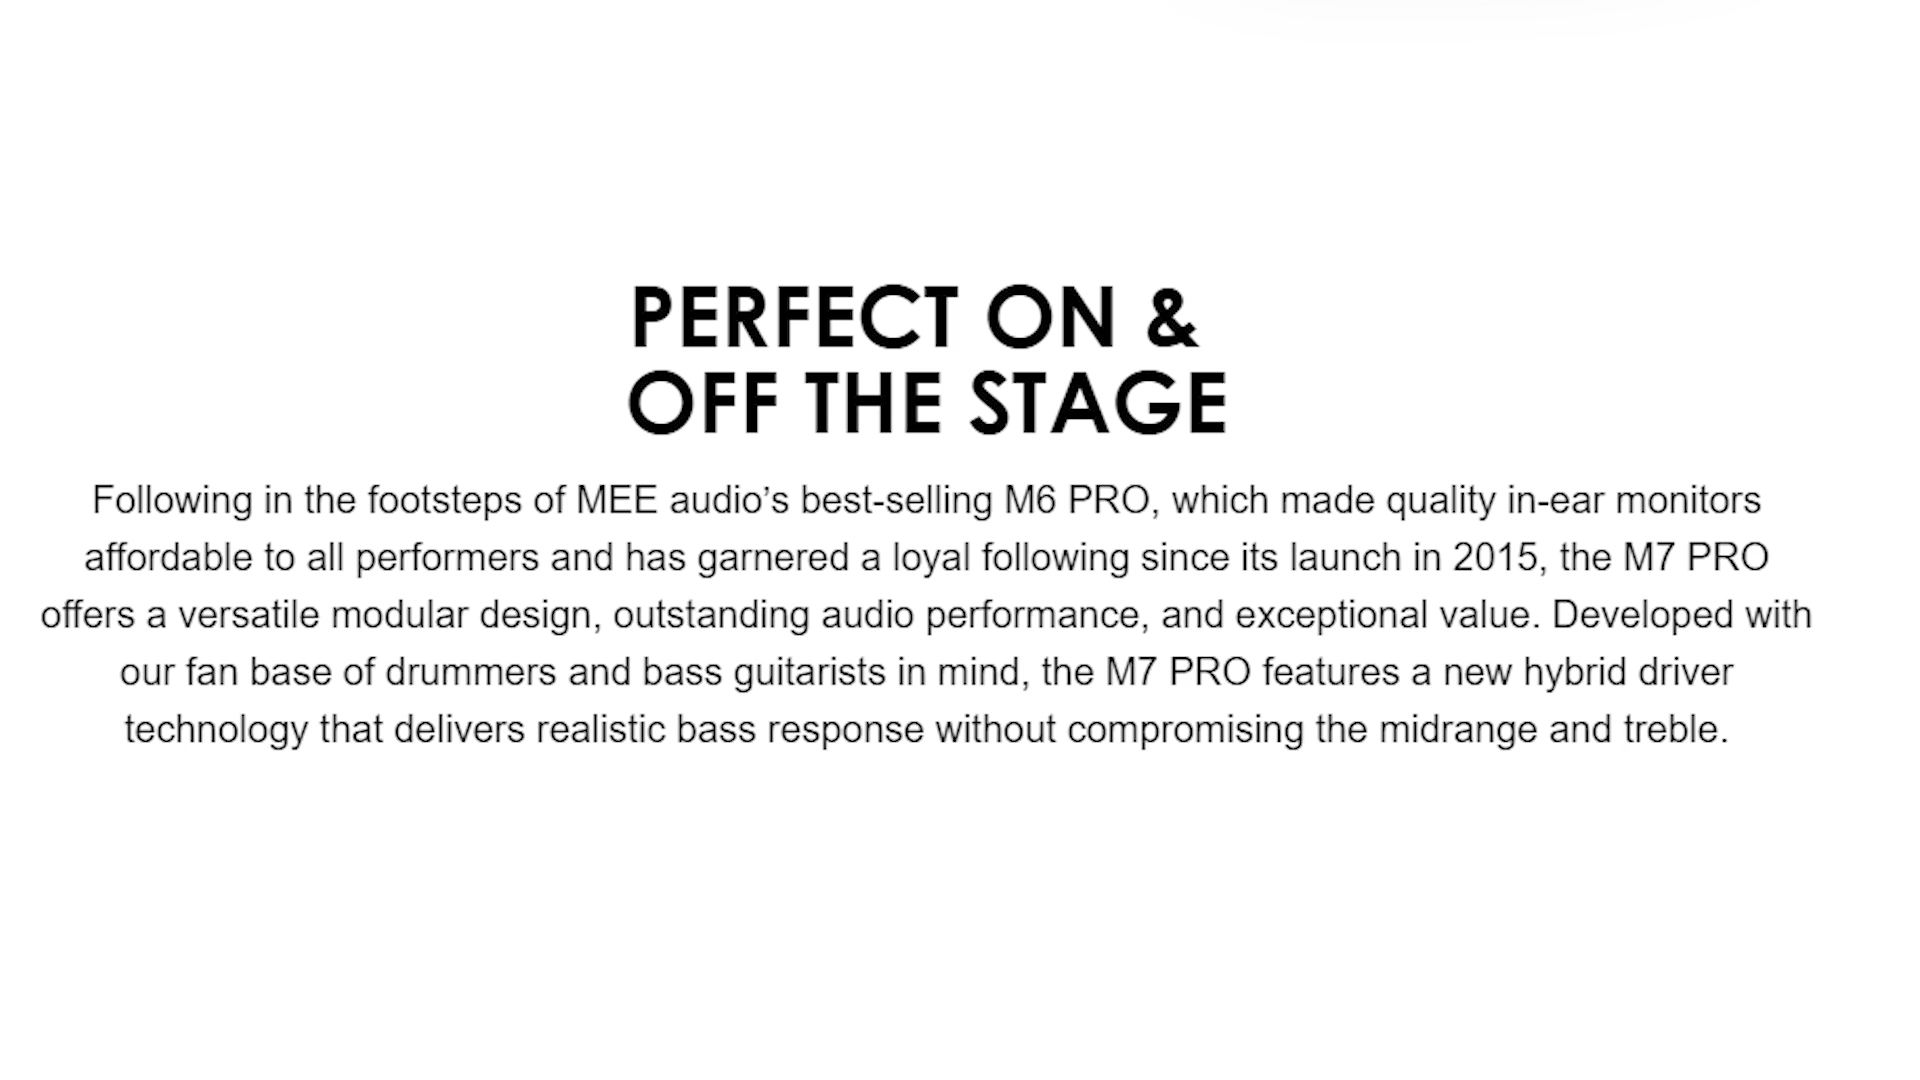 PERFECT ON &
OFF THE STAGE
Following in the footsteps of MEE audio’s best-selling M6 PRO, which made quality in-ear monitors
affordable to all performers and has garnered a loyal following since its launch in 2015, the M7 PRO
offers a versatile modular design, outstanding audio performance, and exceptional value. Developed with
our fan base of drummers and bass guitarists in mind, the M7 PRO features a new hybrid driver
technology that delivers realistic bass response without compromising the midrange and treble.